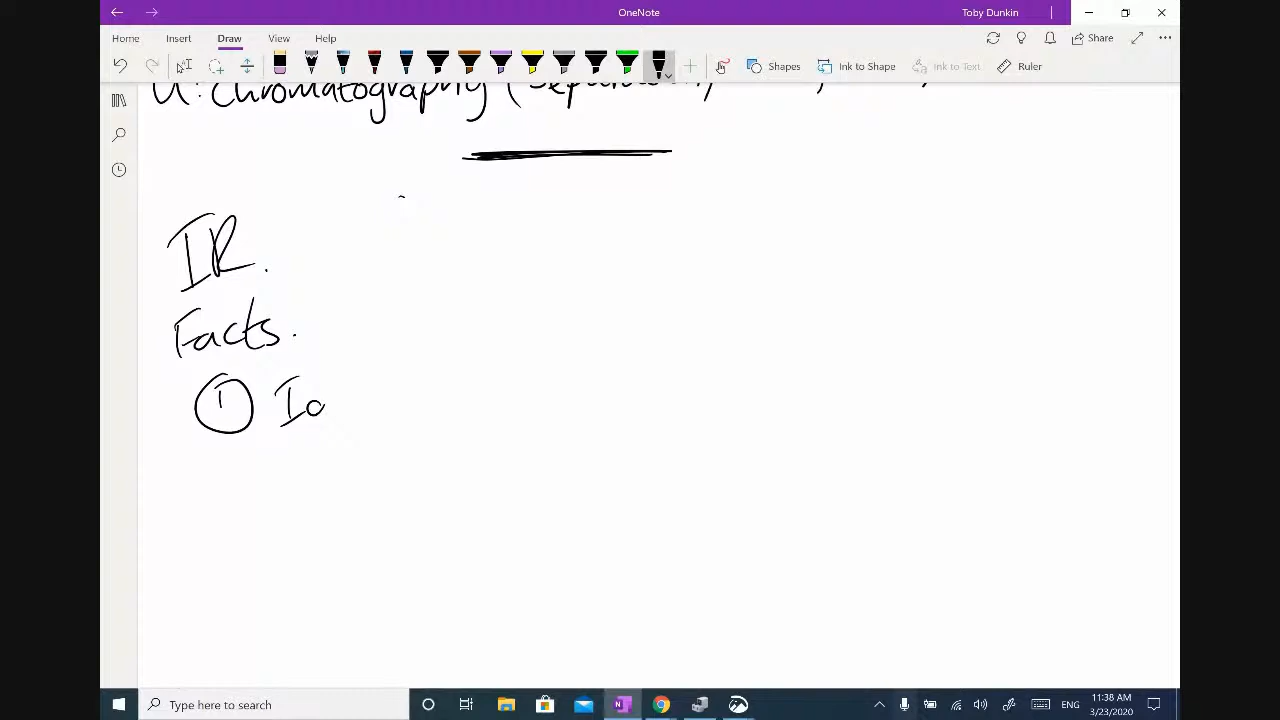 OneNote
Toby Dunkin
Home Insert Draw View Help
Share
Shapes Ink to Shape Ink to Text Ruler
Chromatography (
IR.
Facts.
① Io
Type here to search
ENG
11:38 AM
3/23/2020